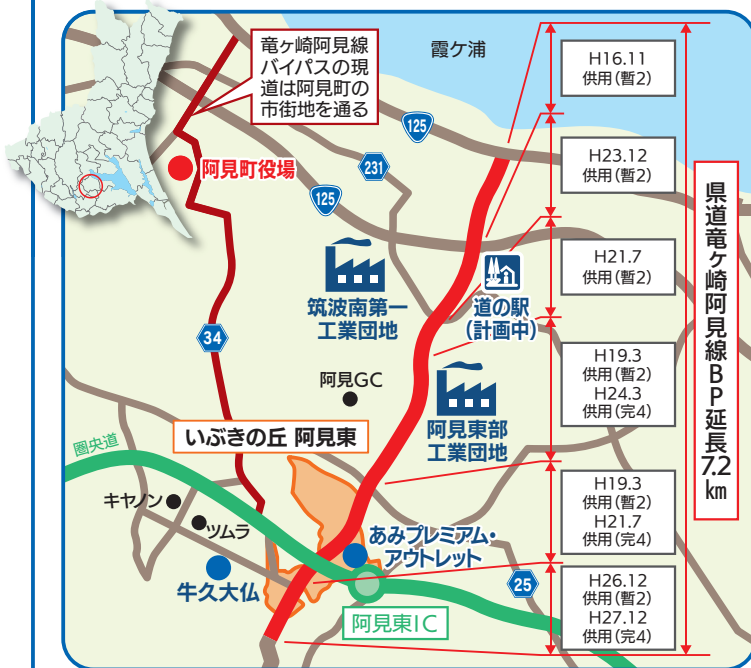 竜ヶ崎阿見線
バイパスの現
道は阿見町の
市街地を通る
霞ケ浦
125
231
125
阿見町役場
筑波南第一
工業団地
道の駅
(計画中)
34
阿見GC
阿見東部
工業団地
いぶきの丘 阿見東
圏央道
キヤノン
ツムラ
あみプレミアム・
アウトレット
牛久大仏
25
阿見東IC
H16.11
供用(暫2)
H23.12
供用(暫2)
H21.7
供用(暫2)
H19.3
供用(暫2)
H24.3
供用(完4)
H19.3
供用(暫2)
H21.7
供用(完4)
H26.12
供用(暫2)
H27.12
供用(完4)
県道竜ヶ崎阿見線BP延長7.2km